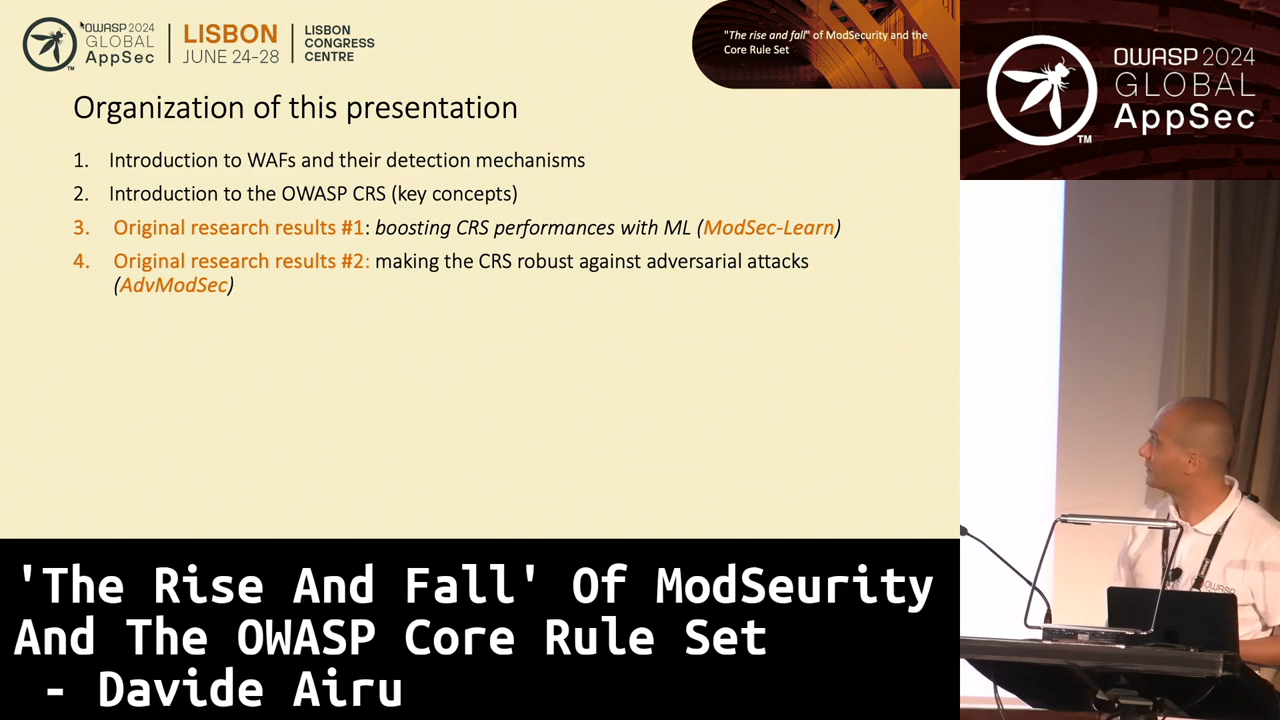 OWASP 2024
GLOBAL
AppSec
TM
LISBON
JUNE 24-28
LISBON
CONGRESS
CENTRE
"The rise and fall" of ModSecurity and the
Core Rule Set
OWASP 2024
GLOBAL
AppSec
TM
Organization of this presentation
1. Introduction to WAFs and their detection mechanisms
2. Introduction to the OWASP CRS (key concepts)
3. Original research results #1: boosting CRS performances with ML (ModSec-Learn)
4. Original research results #2: making the CRS robust against adversarial attacks
(AdvModSec)
OWASP
'The Rise And Fall' Of ModSeurity
And The OWASP Core Rule Set
- Davide Airu